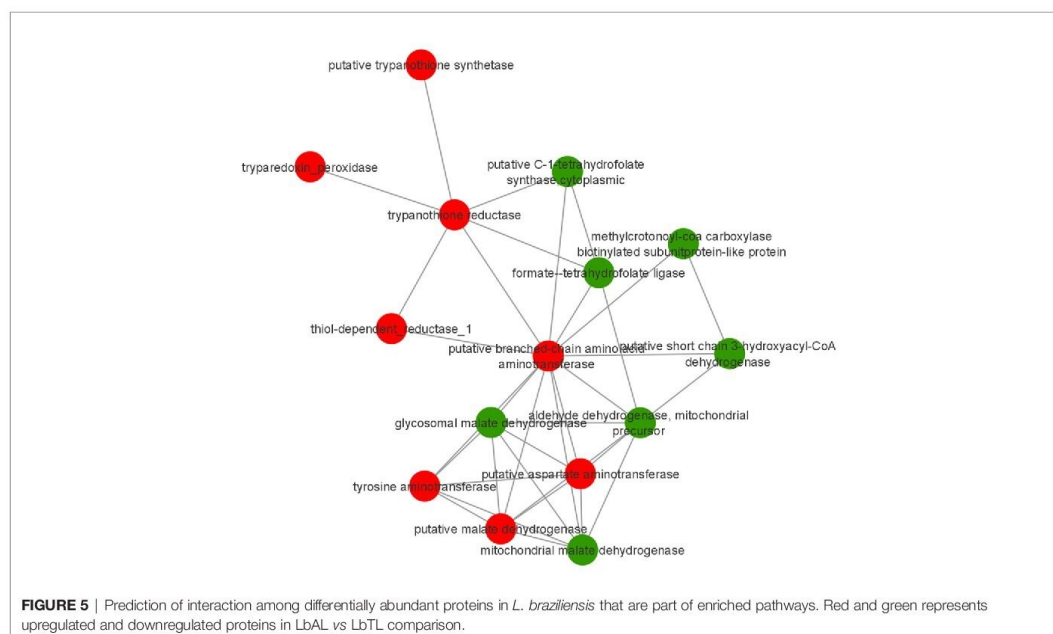 putative trypanothione synthetase
tryparedoxin_peroxidase
putative C-1-tetrahydrofolate
synthase,cytoplasmic
trypanothione reductase
methylcrotonoyl-coa carboxylase
biotinylated subunitprotein-like protein
formate--tetrahydrofolate ligase
thiol-dependent_reductase_1
putative branched-chain aminoacid
aminotransferase
putative short chain 3-hydroxyacyl-CoA
dehydrogenase
glycosomal malate dehydrogenase
aldehyde dehydrogenase, mitochondrial
precursor
putative aspartate aminotransferase
tyrosine aminotransferase
putative malate dehydrogenase
mitochondrial malate dehydrogenase
FIGURE 5 | Prediction of interaction among differentially abundant proteins in L. braziliensis that are part of enriched pathways. Red and green represents
upregulated and downregulated proteins in LbAL vs LbTL comparison.